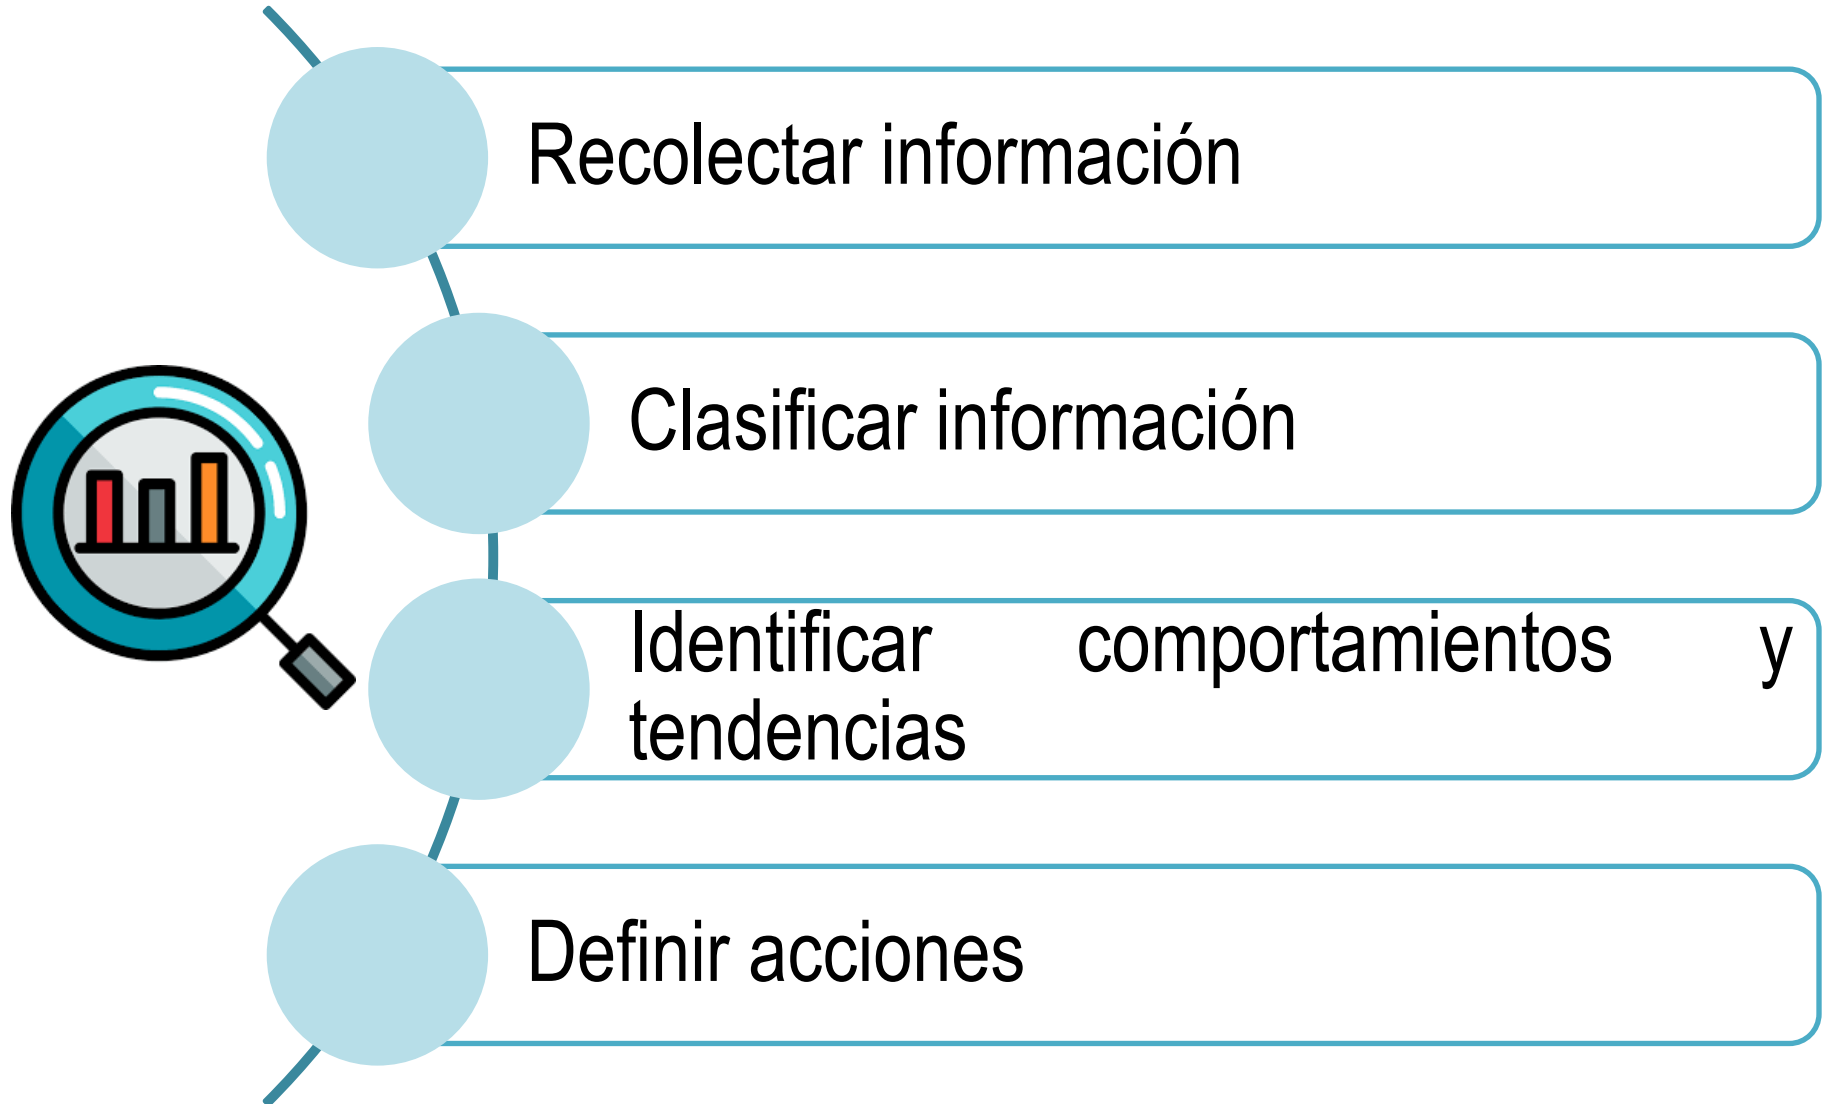 Recolectar información
Clasificar información
Identificar comportamientos y
tendencias
Definir acciones